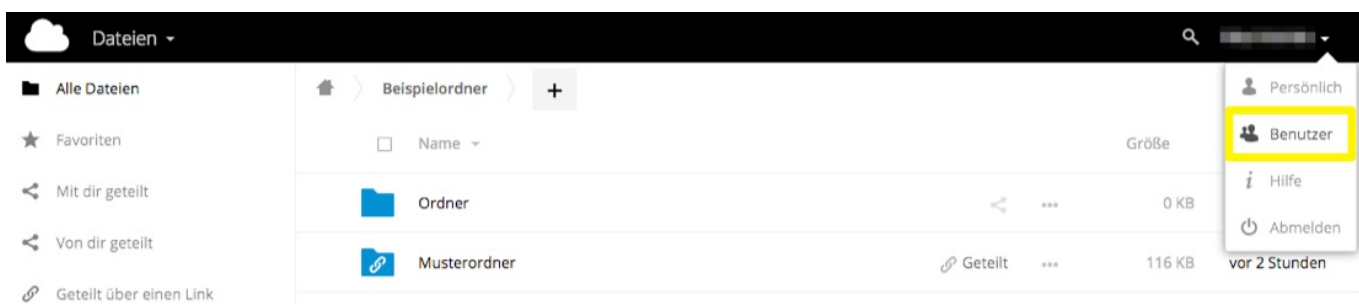 Dateien
Alle Dateien
Favoriten
Mit dir geteilt
Von dir geteilt
Geteilt über einen Link
Beispielordner +
Name Größe
Ordner ••• 0 KB
Musterordner Geteilt ••• 116 KB vor 2 Stunden
Persönlich
Benutzer
Hilfe
Abmelden